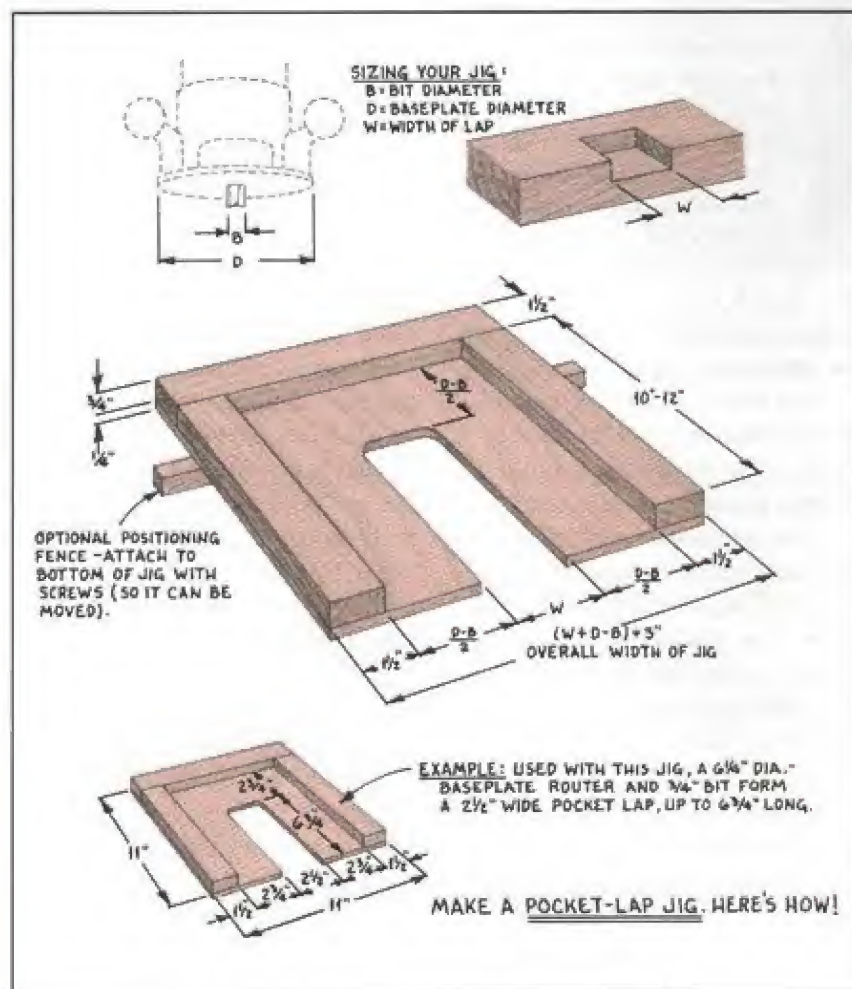 SIZING YOUR JIG:
B = BIT DIAMETER
D = BASEPLATE DIAMETER
W = WIDTH OF LAP
B
D
W
1½"
¾"
¼"
D-B
2
10"-12"
OPTIONAL POSITIONING
FENCE - ATTACH TO
BOTTOM OF JIG WITH
SCREWS (SO IT CAN BE
MOVED).
1½"
D-B
2
W
D-B
2
1½"
(W+D-B)+3"
OVERALL WIDTH OF JIG
EXAMPLE: USED WITH THIS JIG, A 6¼" DIA.-
BASEPLATE ROUTER AND ¾" BIT FORM
A 2½" WIDE POCKET LAP, UP TO 6¾" LONG.
2¾"
6¾"
11"
1½"
2¾"
2½"
2¾"
1½"
11"
MAKE A POCKET-LAP JIG. HERE'S HOW!